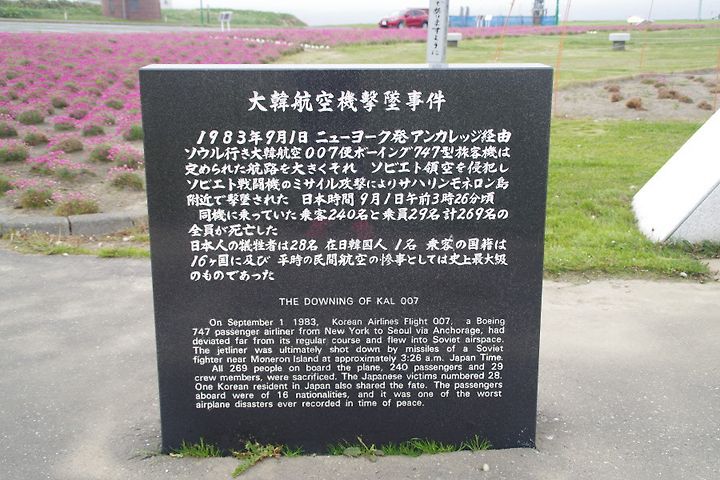 がますように
大韓航空機撃墜事件
1983年9月1日 ニューヨーク発アンカレッジ経由
ソウル行き大韓航空007便ボーイング747型旅客機は
定められた航路を大きくそれ ソビエト領空を侵犯し
ソビエト戦闘機のミサイル攻撃によりサハリンモネロン島
附近で撃墜された 日本時間9月1日午前3時26分頃
同機に乗っていた乗客240名と乗員29名計269名の
全員が死亡した
日本人の犠牲者は28名 在日韓国人1名 乗客の国籍は
16ヶ国に及び 平時の民間航空の惨事としては史上最大級
のものであった
THE DOWNING OF KAL 007
On September 1 1983, Korean Airlines Flight 007, a Boeing
747 passenger airliner from New York to Seoul via Anchorage, had
deviated far from its regular course and flew into Soviet airspace.
The jetliner was ultimately shot down by missiles of a Soviet
fighter near Moneron Island at approximately 3:26 a.m. Japan Time.
All 269 people on board the plane, 240 passengers and 29
crew members, were sacrificed. The Japanese victims numbered 28.
One Korean resident in Japan also shared the fate. The passengers
aboard were of 16 nationalities, and it was one of the worst
airplane disasters ever recorded in time of peace.